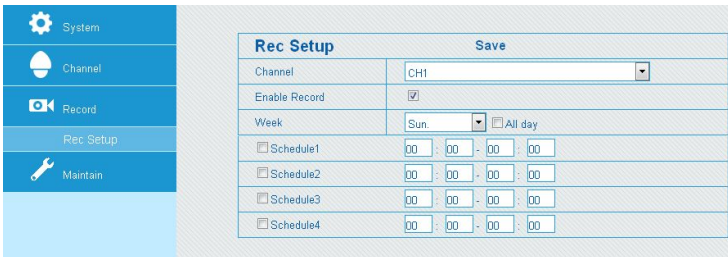 System
Channel
Record
Rec Setup
Maintain
Rec Setup Save
Channel CH1
Enable Record
Week Sun. All day
Schedule1 00 : 00 - 00 : 00
Schedule2 00 : 00 - 00 : 00
Schedule3 00 : 00 - 00 : 00
Schedule4 00 : 00 - 00 : 00